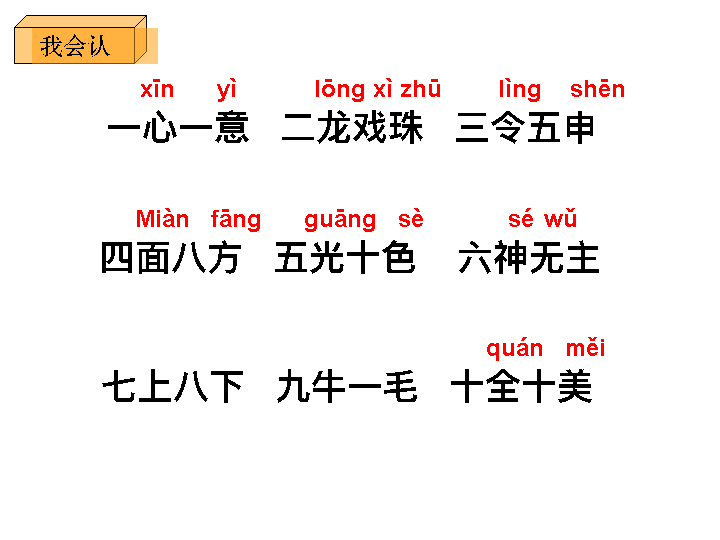 我会认
xīn yì lōng xì zhū lìng shēn
一心一意 二龙戏珠 三令五申
Miàn fāng guāng sè sé wǔ
四面八方 五光十色 六神无主
quán měi
七上八下 九牛一毛 十全十美